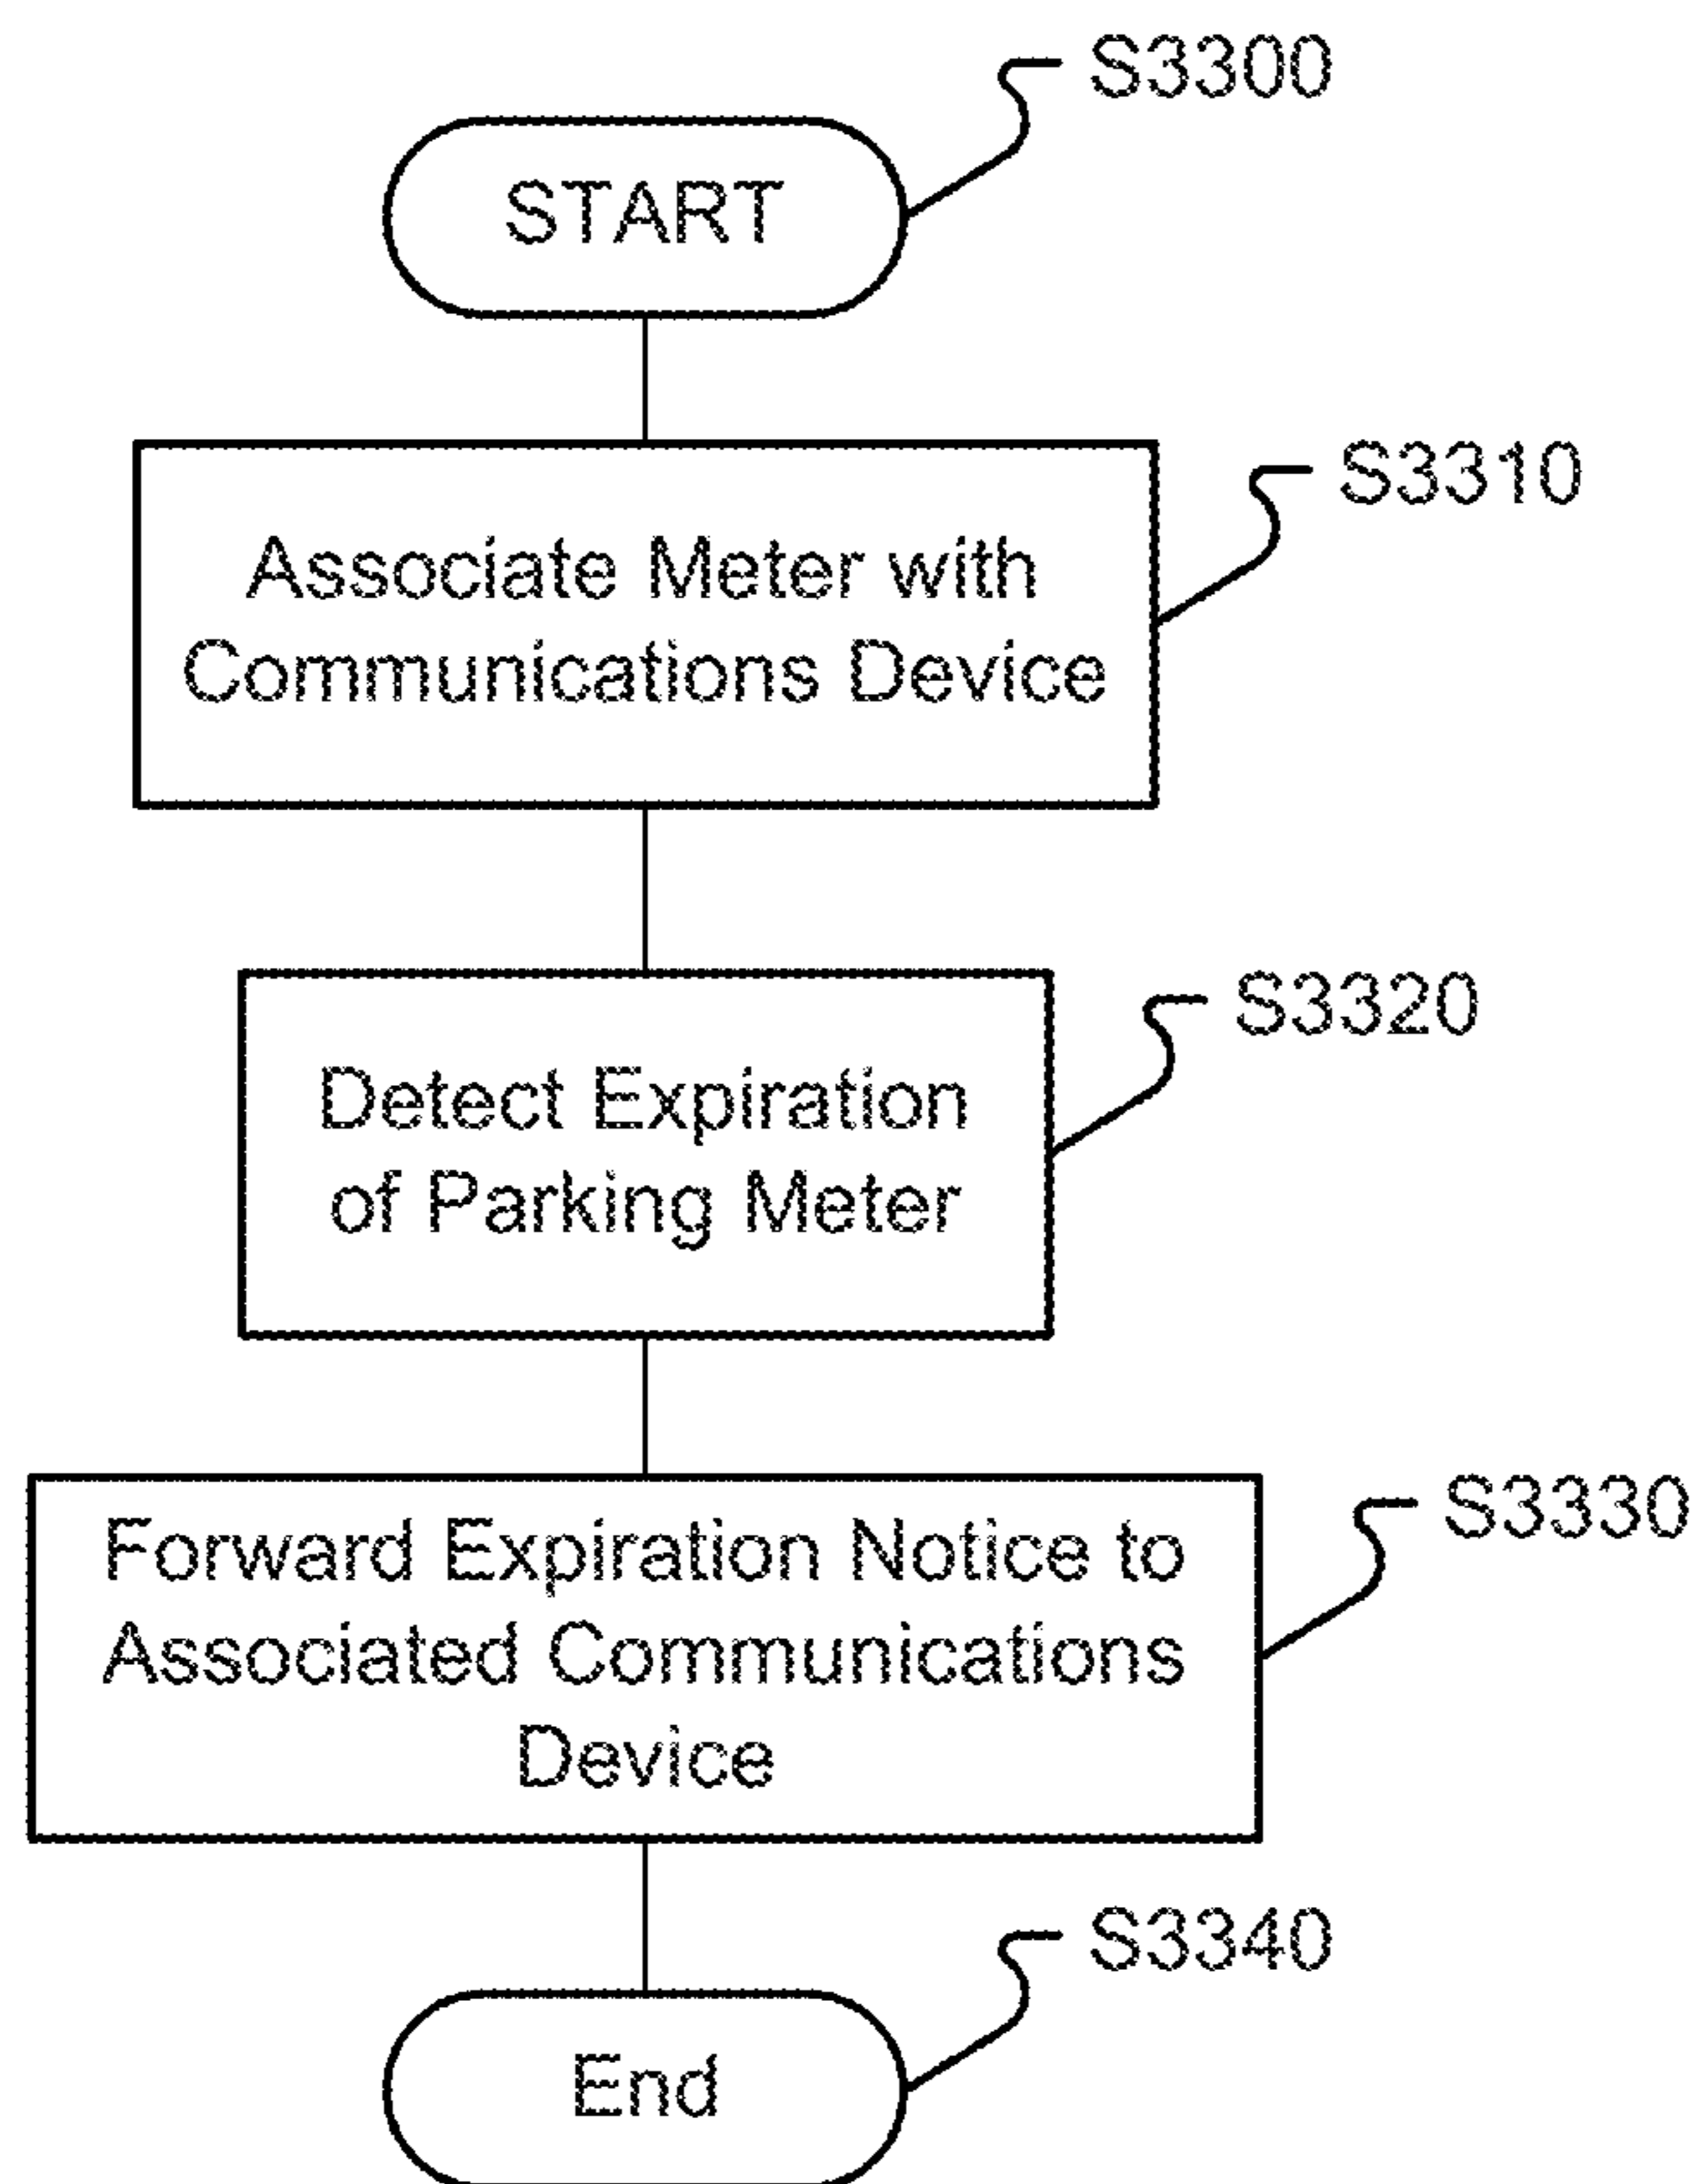 S3300
START
S3310
Associate Meter with
Communications Device
S3320
Detect Expiration
of Parking Meter
S3330
Forward Expiration Notice to
Associated Communications
Device
S3340
End